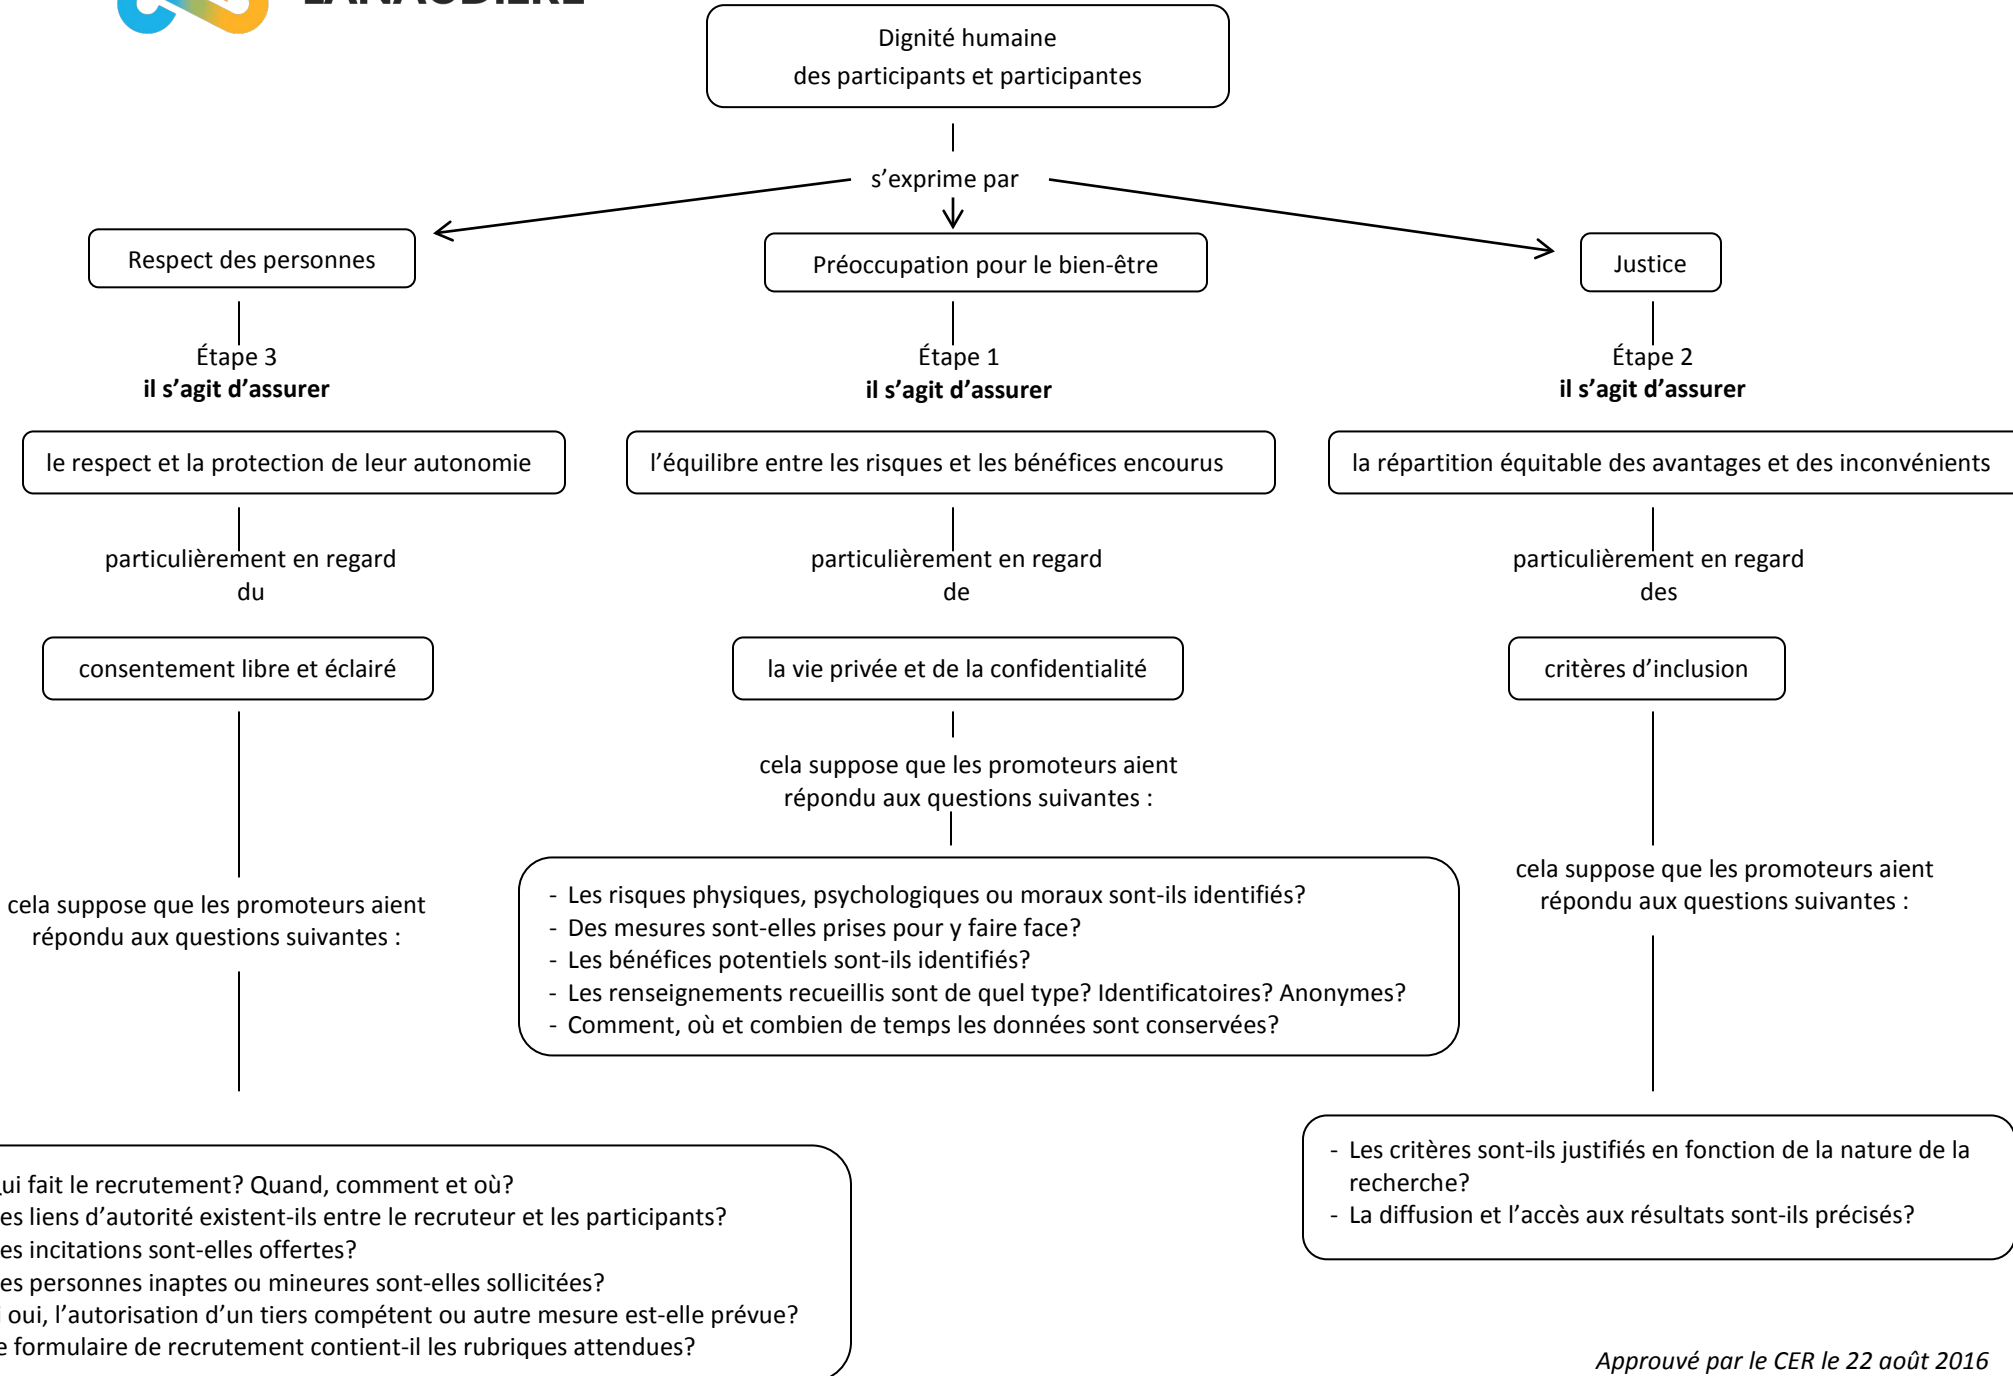 LANAUDIÈRE
Dignité humaine
des participants et participantes
s’exprime par
Respect des personnes
Étape 3
il s’agit d’assurer
le respect et la protection de leur autonomie
particulièrement en regard
du
consentement libre et éclairé
cela suppose que les promoteurs aient
répondu aux questions suivantes :
ui fait le recrutement? Quand, comment et où?
es liens d’autorité existent-ils entre le recruteur et les participants?
es incitations sont-elles offertes?
es personnes inaptes ou mineures sont-elles sollicitées?
i oui, l’autorisation d’un tiers compétent ou autre mesure est-elle prévue?
e formulaire de recrutement contient-il les rubriques attendues?
Préoccupation pour le bien-être
Étape 1
il s’agit d’assurer
l’équilibre entre les risques et les bénéfices encourus
particulièrement en regard
de
la vie privée et de la confidentialité
cela suppose que les promoteurs aient
répondu aux questions suivantes :
- Les risques physiques, psychologiques ou moraux sont-ils identifiés?
- Des mesures sont-elles prises pour y faire face?
- Les bénéfices potentiels sont-ils identifiés?
- Les renseignements recueillis sont de quel type? Identificatoires? Anonymes?
- Comment, où et combien de temps les données sont conservées?
Justice
Étape 2
il s’agit d’assurer
la répartition équitable des avantages et des inconvénients
particulièrement en regard
des
critères d’inclusion
cela suppose que les promoteurs aient
répondu aux questions suivantes :
- Les critères sont-ils justifiés en fonction de la nature de la
recherche?
- La diffusion et l’accès aux résultats sont-ils précisés?
Approuvé par le CER le 22 août 2016